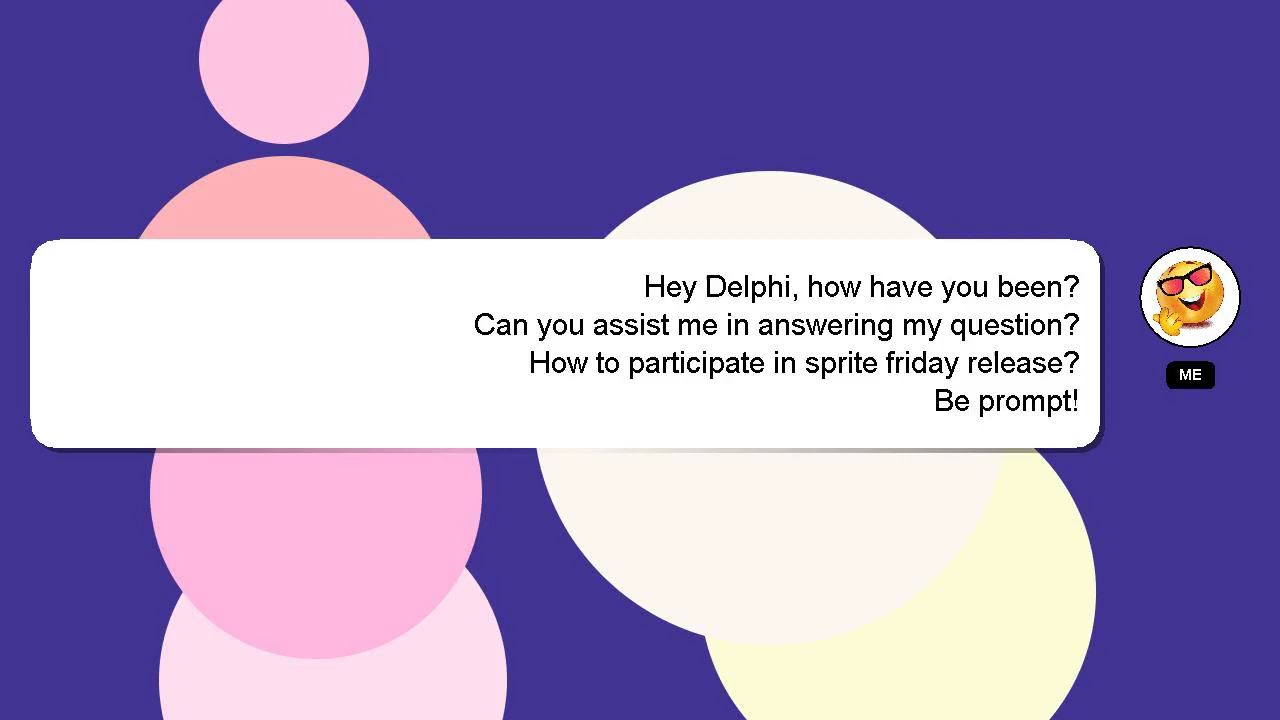 Hey Delphi, how have you been?
Can you assist me in answering my question?
How to participate in sprite friday release?
Be prompt!
ME